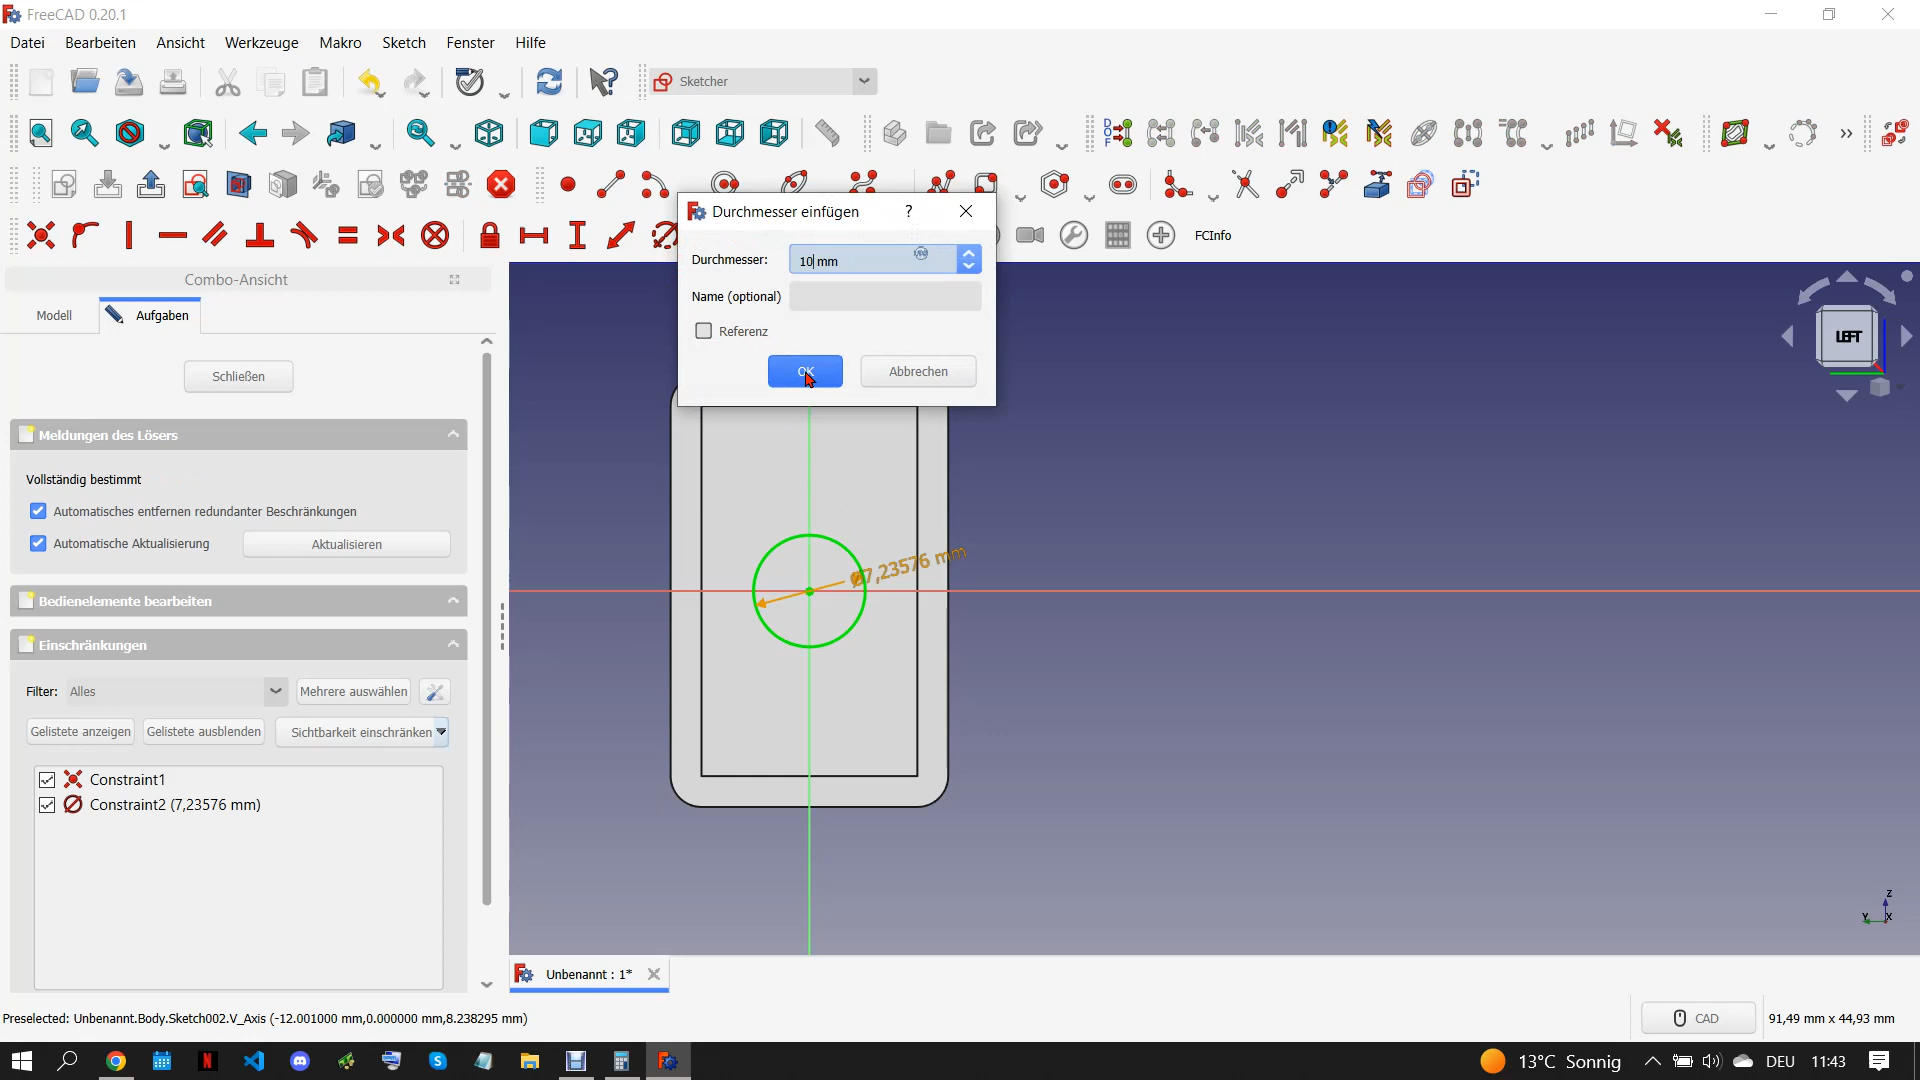 FreeCAD 0.20.1
Datei Bearbeiten Ansicht Werkzeuge Makro Sketch Fenster Hilfe
Sketcher
DOF
FCInfo
Durchmesser einfügen ?
Durchmesser: 10 mm
Name (optional)
Referenz
OK Abbrechen
Combo-Ansicht
Modell Aufgaben
Schließen
Meldungen des Lösers
Vollständig bestimmt
Automatisches entfernen redundanter Beschränkungen
Automatische Aktualisierung Aktualisieren
Bedienelemente bearbeiten
Einschränkungen
Filter: Alles Mehrere auswählen
Gelistete anzeigen Gelistete ausblenden Sichtbarkeit einschränken
Constraint1
Constraint2 (7,23576 mm)
Ø7,23576 mm
LEFT
Z
Y X
Unbenannt : 1*
Preselected: Unbenannt.Body.Sketch002.V_Axis (-12.001000 mm,0.000000 mm,8.238295 mm)
CAD 91,49 mm x 44,93 mm
13°C Sonnig DEU 11:43